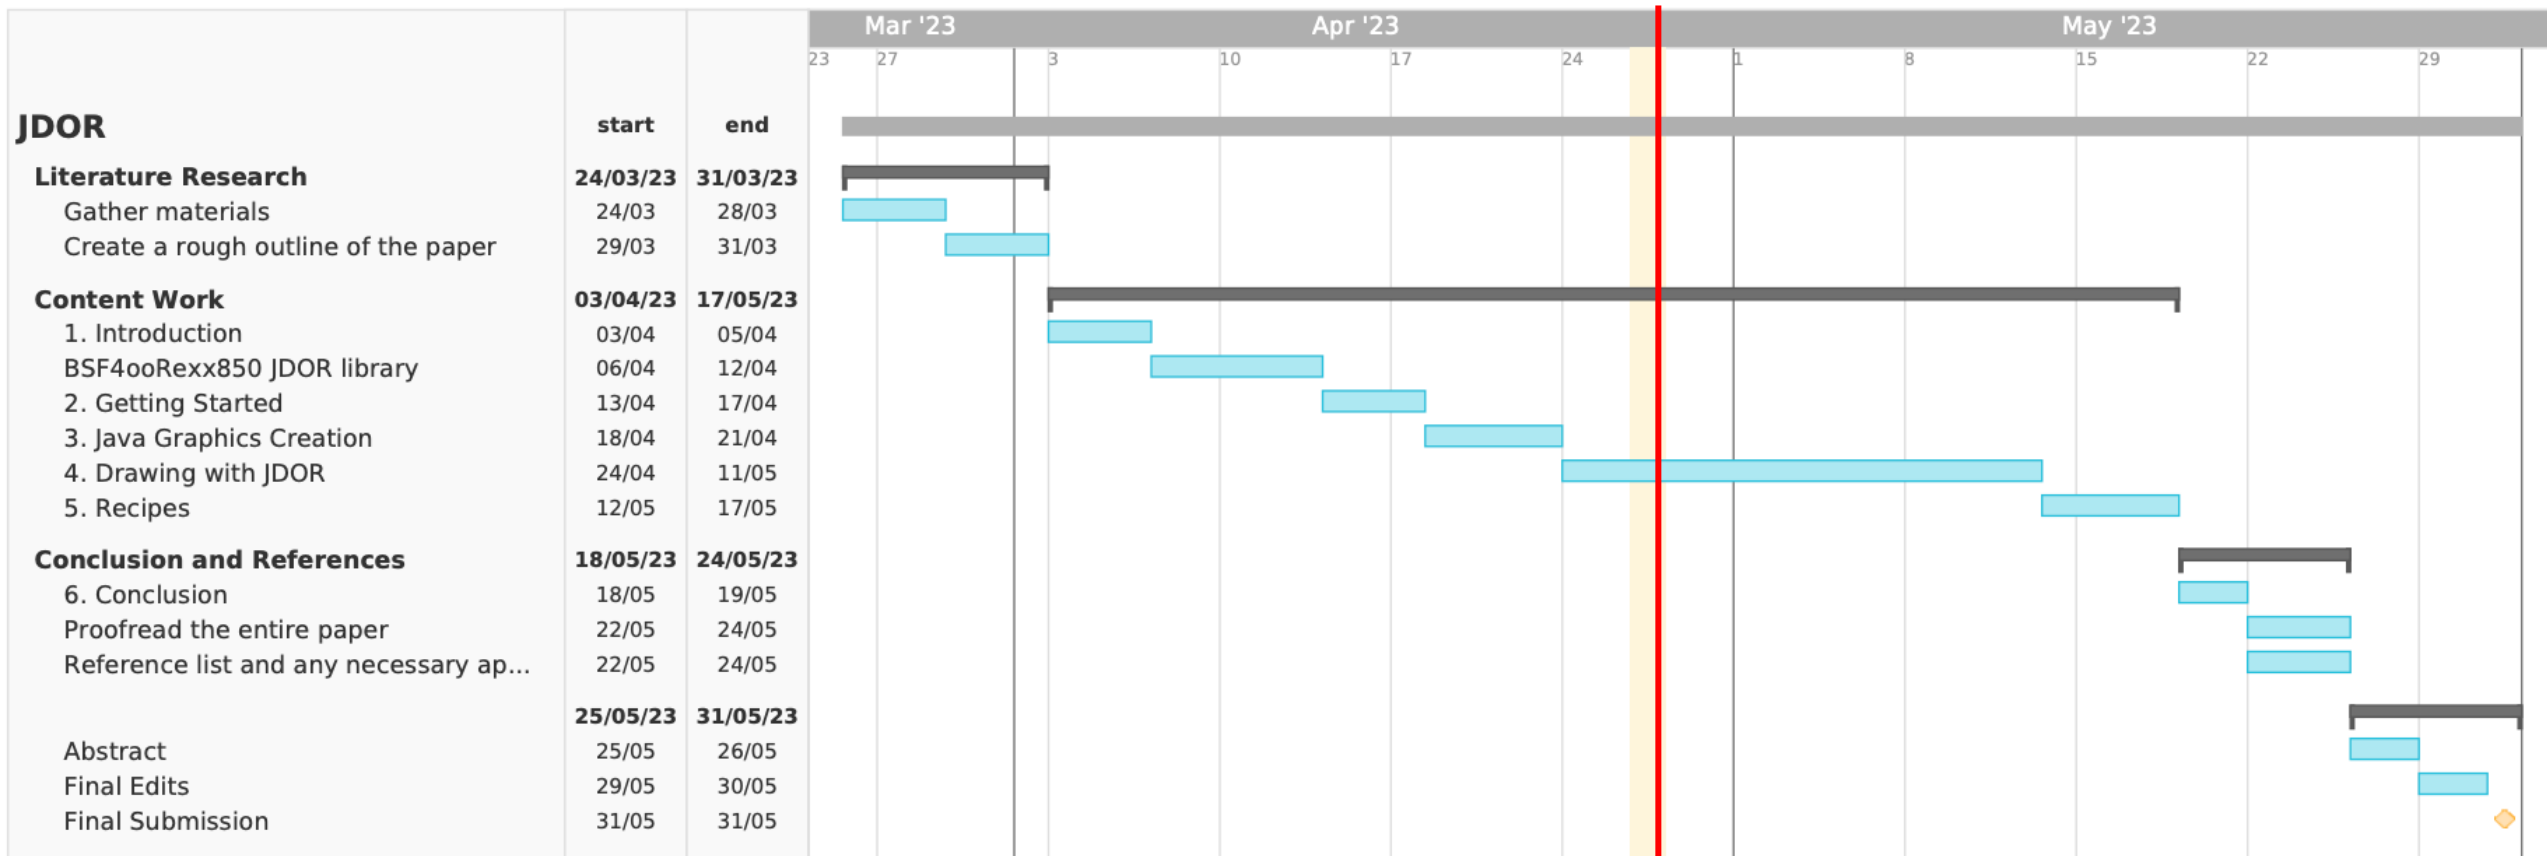 Mar '23 Apr '23 May '23
23 27 3 10 17 24 1 8 15 22 29
JDOR start end
Literature Research 24/03/23 31/03/23
Gather materials 24/03 28/03
Create a rough outline of the paper 29/03 31/03
Content Work 03/04/23 17/05/23
1. Introduction 03/04 05/04
BSF4ooRexx850 JDOR library 06/04 12/04
2. Getting Started 13/04 17/04
3. Java Graphics Creation 18/04 21/04
4. Drawing with JDOR 24/04 11/05
5. Recipes 12/05 17/05
Conclusion and References 18/05/23 24/05/23
6. Conclusion 18/05 19/05
Proofread the entire paper 22/05 24/05
Reference list and any necessary ap... 22/05 24/05
25/05/23 31/05/23
Abstract 25/05 26/05
Final Edits 29/05 30/05
Final Submission 31/05 31/05